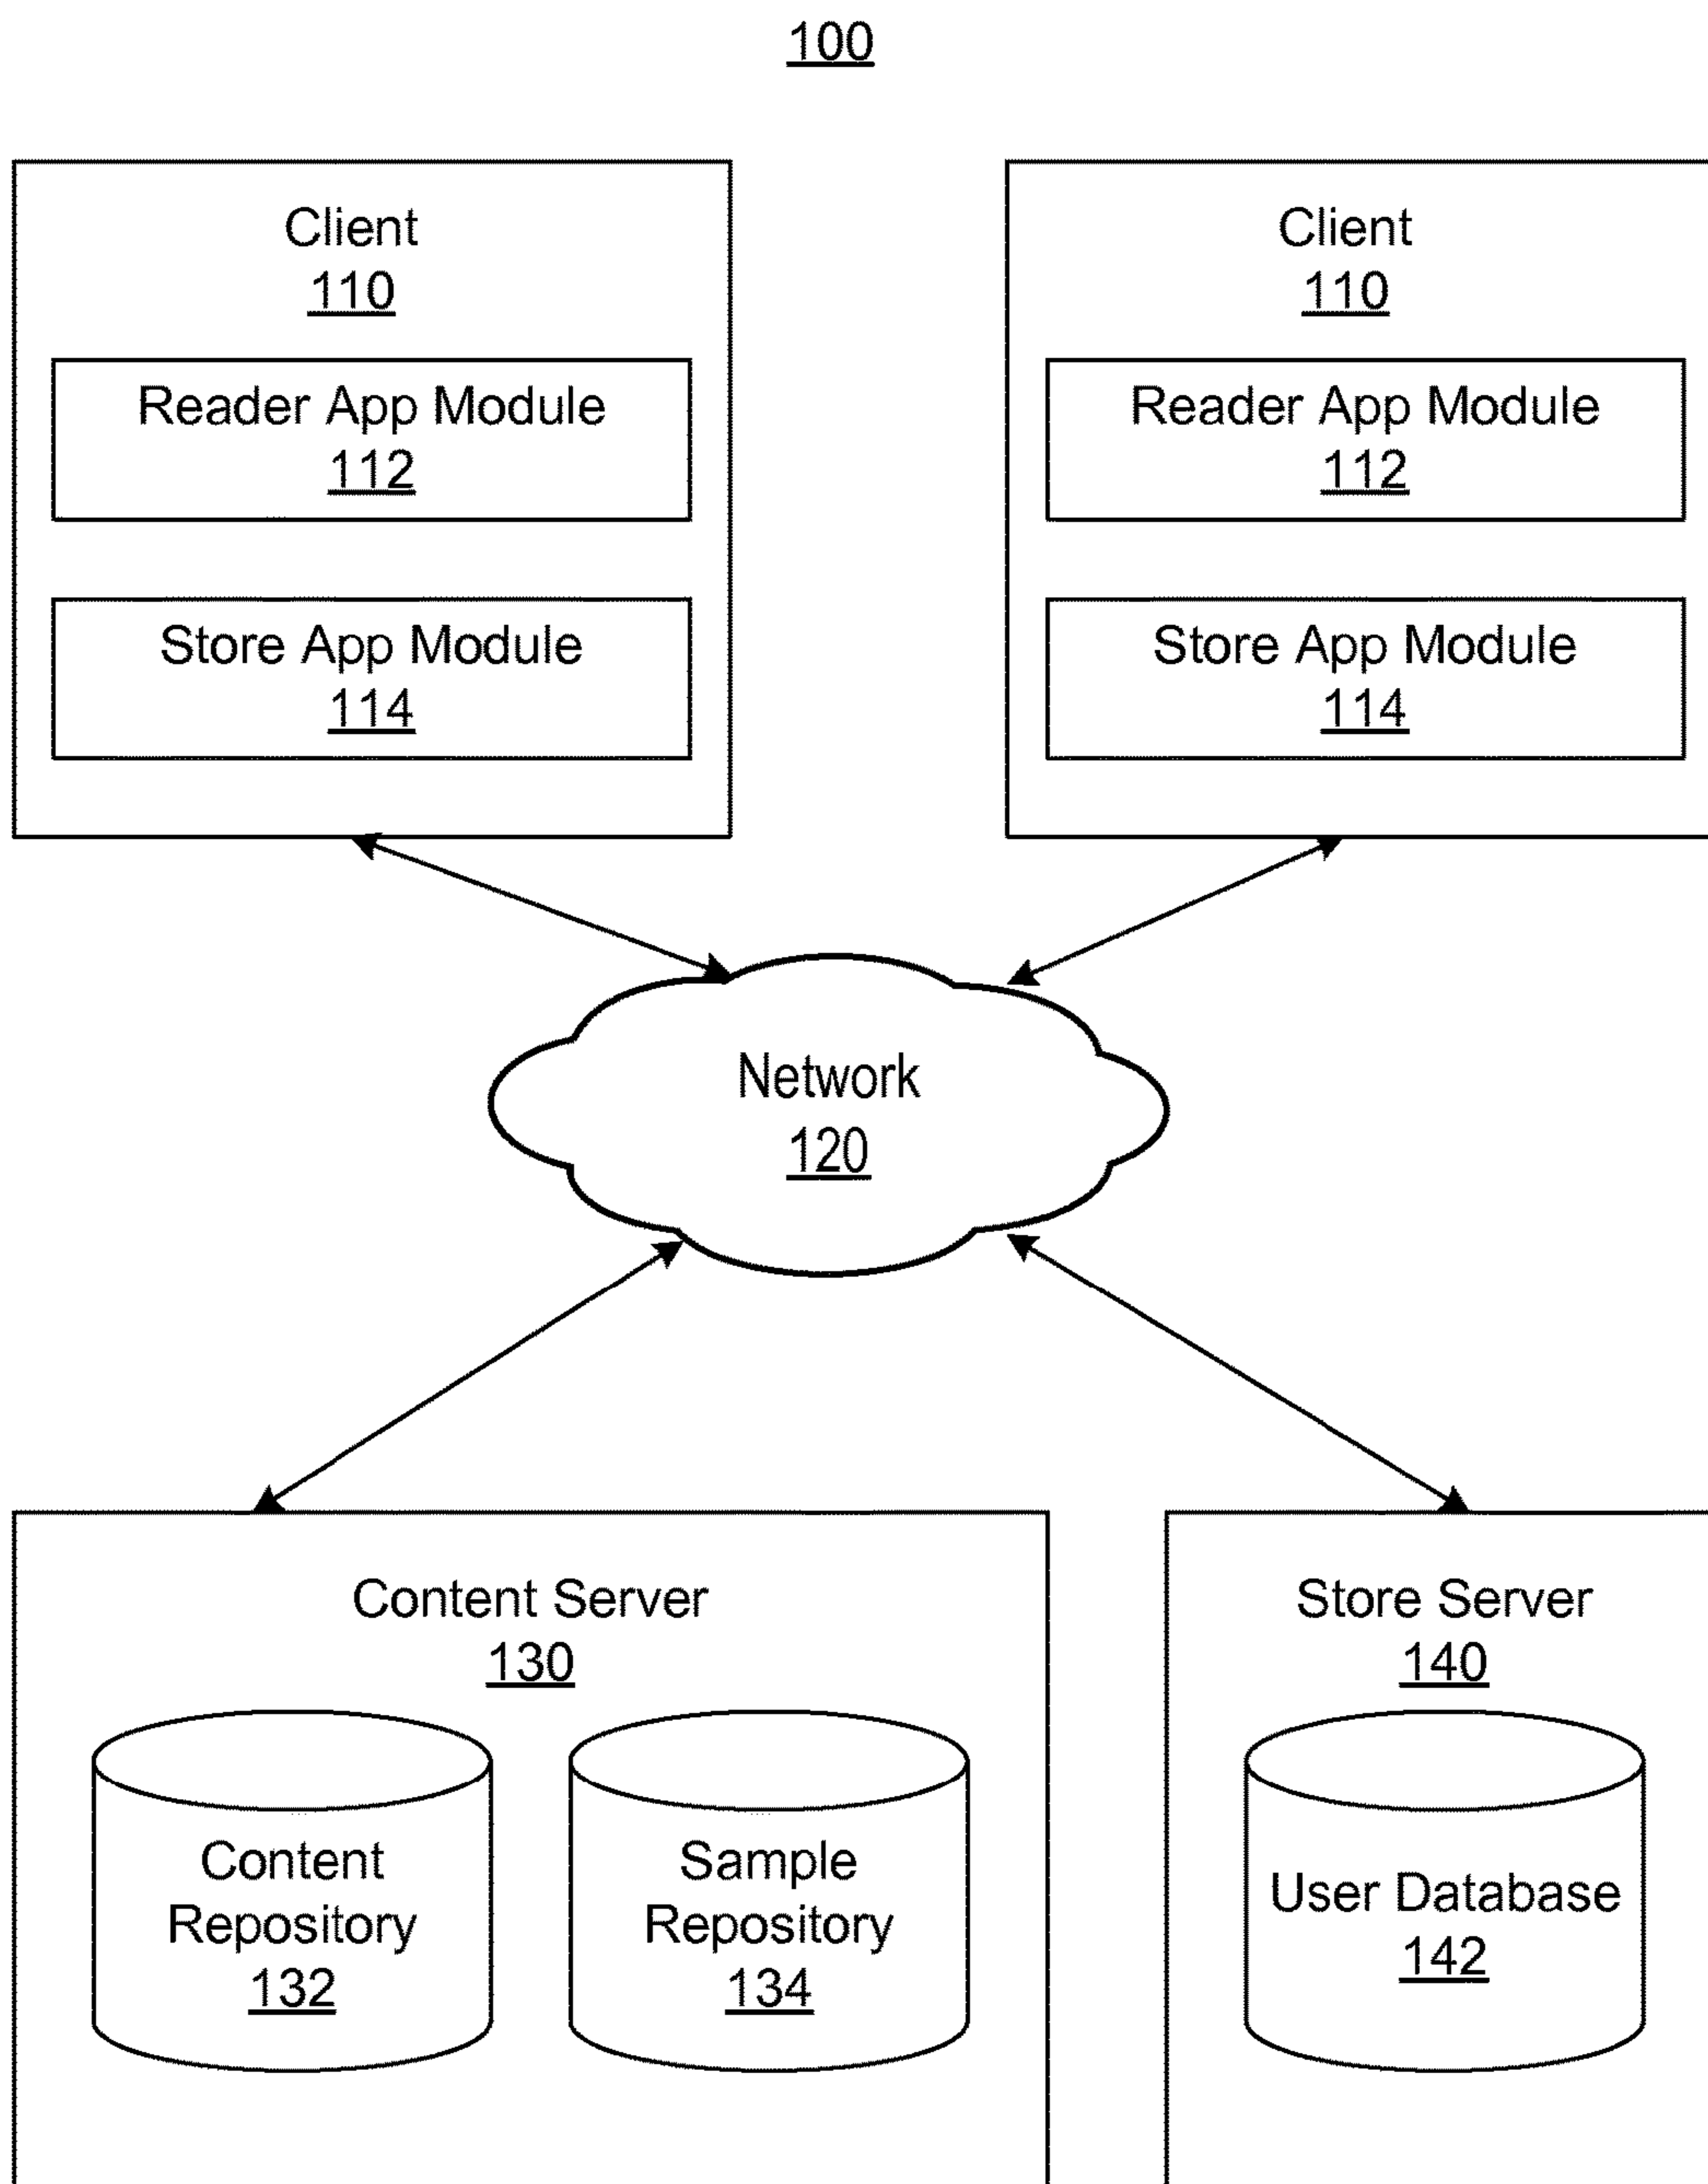 100
Client
110
Reader App Module
112
Store App Module
114
Client
110
Reader App Module
112
Store App Module
114
Network
120
Content Server
130
Content
Repository
132
Sample
Repository
134
Store Server
140
User Database
142